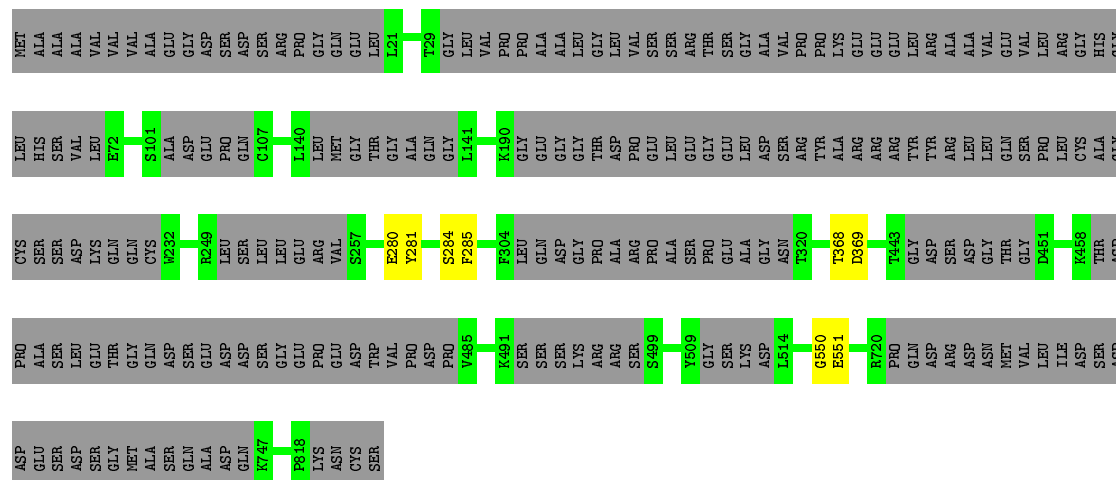 MET ALA ALA ALA VAL VAL VAL ALA GLU GLY ASP SER ASP SER ARG PRO GLY GLN GLU LEU L21 T29 GLY LEU VAL PRO PRO ALA ALA LEU GLY LEU VAL SER SER ARG THR SER GLY ALA VAL PRO PRO LYS GLU GLU GLU LEU ARG ALA ALA VAL GLU VAL LEU ARG GLY HIS
LEU HIS SER VAL LEU E72 S101 ALA ASP GLU PRO GLN C107 L140 LEU MET GLY THR GLY ALA GLN GLY L141 K190 GLY GLU GLY GLY THR ASP PRO GLU LEU GLU GLY GLU LEU ASP SER ARG TYR ALA ARG ARG ARG TYR TYR ARG LEU LEU GLN SER PRO LEU CYS ALA
CYS SER SER ASP LYS GLN GLN CYS W232 R249 LEU SER LEU LEU ARG VAL S257 E280 Y281 S284 F285 F304 LEU GLN ASP GLY PRO ALA ARG PRO ALA SER PRO GLU ALA GLY ASN T320 T368 D369 T443 GLY ASP SER ASP GLY THR GLY D451 K458 THR
PRO ALA SER LEU GLU THR GLY GLN ASP SER GLU ASP ASP SER GLY GLU PRO GLU ASP TRP VAL PRO ASP PRO V485 K491 SER SER SER LYS ARG ARG SER S499 Y509 GLY SER LYS ASP L514 G550 E551 R720 PRO GLN ASP ARG ASP ASN MET VAL LEU ILE ASP SER
ASP GLU SER ASP SER GLY MET ALA SER GLN ALA ASP GLN K747 P818 LYS ASN CYS SER